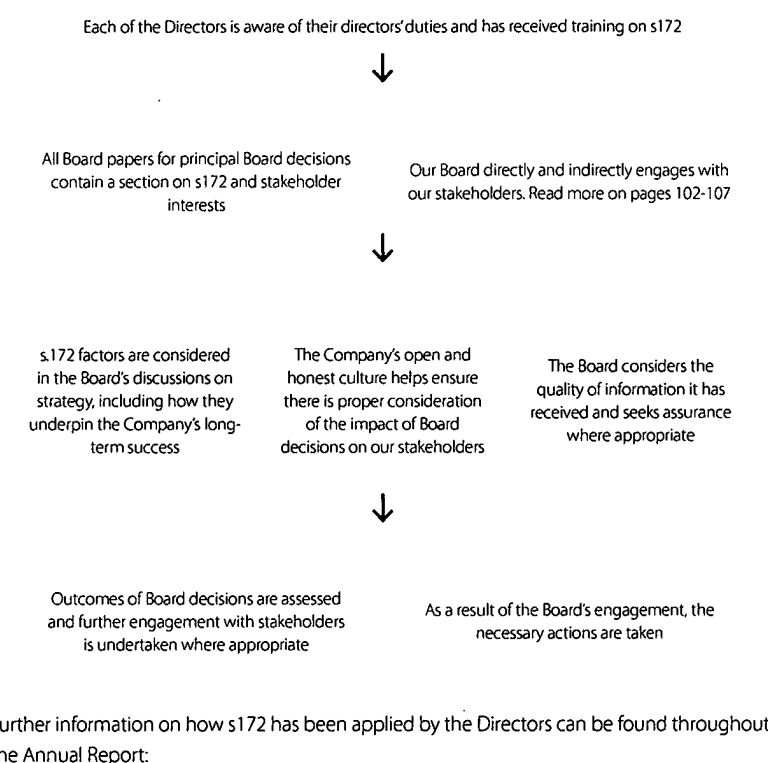 Each of the Directors is aware of their directors' duties and has received training on s172
All Board papers for principal Board decisions
contain a section on s172 and stakeholder
interests
Our Board directly and indirectly engages with
our stakeholders. Read more on pages 102-107
s.172 factors are considered
in the Board's discussions on
strategy, including how they
underpin the Company's long-
term success
The Company's open and
honest culture helps ensure
there is proper consideration
of the impact of Board
decisions on our stakeholders
The Board considers the
quality of information it has
received and seeks assurance
where appropriate
Outcomes of Board decisions are assessed
and further engagement with stakeholders
is undertaken where appropriate
As a result of the Board's engagement, the
necessary actions are taken
urther information on how s172 has been applied by the Directors can be found throughout
he Annual Report: